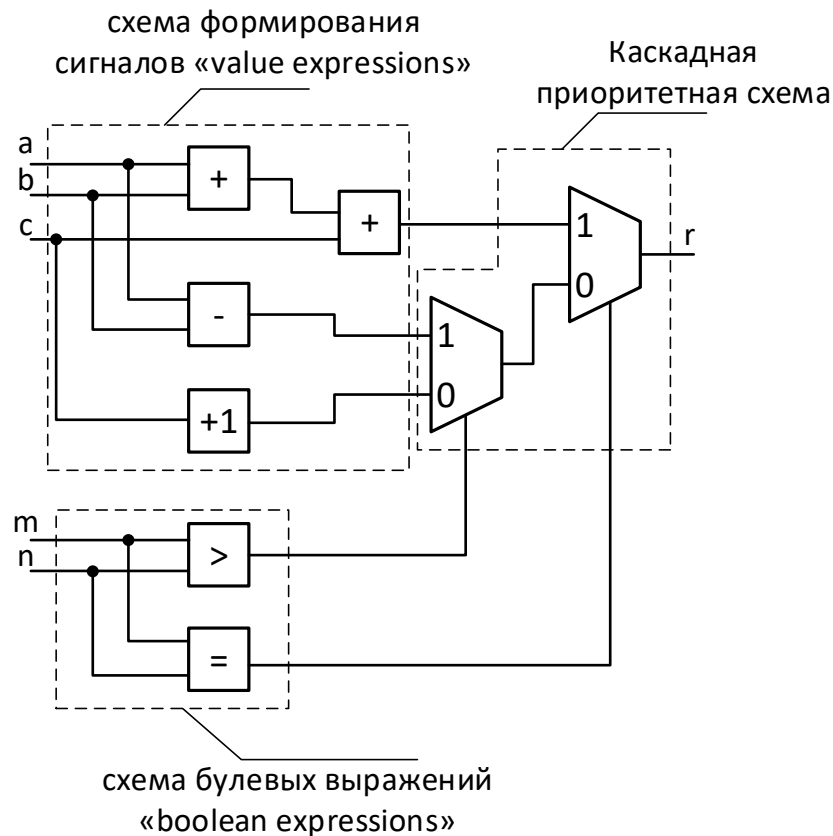 схема формирования
сигналов «value expressions»
Каскадная
приоритетная схема
a
b
c
+
+
-
+1
1
0
1
0
r
m
n
>
=
схема булевых выражений
«boolean expressions»